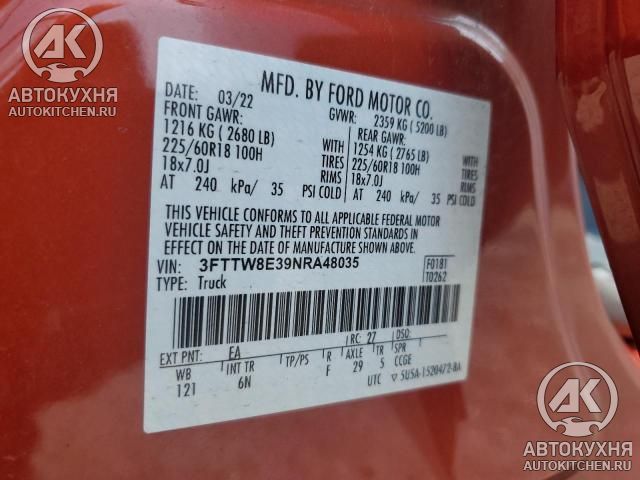 АВТОКУХНЯ
AUTOKITCHEN.RU
MFD. BY FORD MOTOR CO.
DATE: 03/22 GVWR: 2359 KG ( 5200 LB)
FRONT GAWR: REAR GAWR:
1216 KG ( 2680 LB) WITH 1254 KG ( 2765 LB) WITH
225/60R18 100H TIRES 225/60R18 100H TIRES
18x7.0J RIMS 18x7.0J RIMS
AT 240 kPa/ 35 PSI COLD AT 240 kPa/ 35 PSI COLD
THIS VEHICLE CONFORMS TO ALL APPLICABLE FEDERAL MOTOR
VEHICLE SAFETY AND THEFT PREVENTION STANDARDS IN
EFFECT ON THE DATE OF MANUFACTURE SHOWN ABOVE.
VIN: 3FTTW8E39NRA48035 F0181
TYPE: Truck T0262
EXT PNT: EA RC: 27 DSO:
WB INT TR TP/PS R AXLE TR SPR
121 6N F 29 5 CCGE
UTC ▽ 5U5A-1520472-BA
АВТОКУХНЯ
AUTOKITCHEN.RU